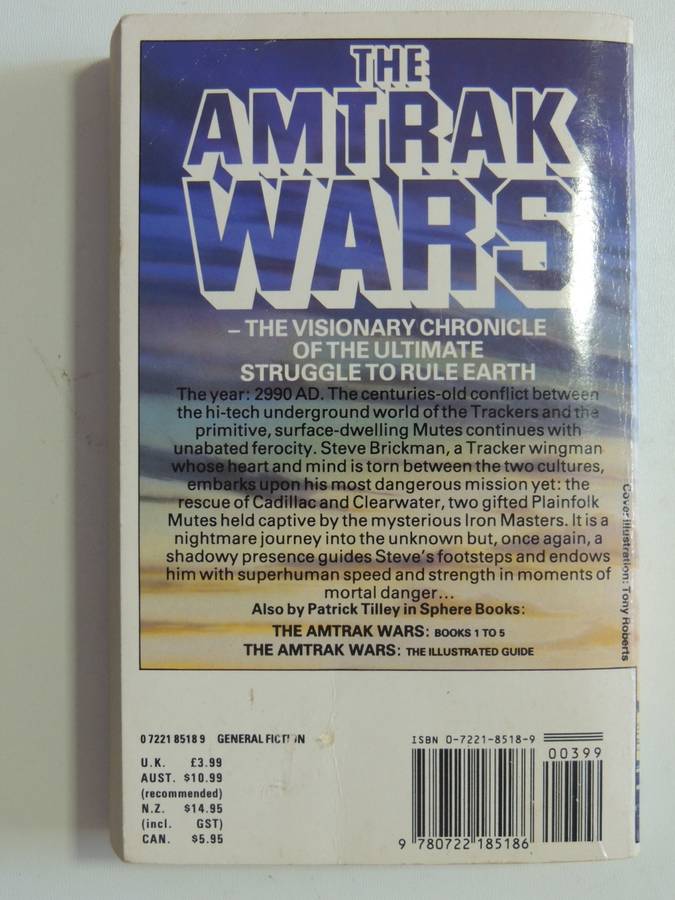 THE
AMTRAK
WARS
– THE VISIONARY CHRONICLE
OF THE ULTIMATE
STRUGGLE TO RULE EARTH
The year: 2990 AD. The centuries-old conflict between
the hi-tech underground world of the Trackers and the
primitive, surface-dwelling Mutes continues with
unabated ferocity. Steve Brickman, a Tracker wingman
whose heart and mind is torn between the two cultures,
embarks upon his most dangerous mission yet: the
rescue of Cadillac and Clearwater, two gifted Plainfolk
Mutes held captive by the mysterious Iron Masters. It is a
nightmare journey into the unknown but, once again, a
shadowy presence guides Steve's footsteps and endows
him with superhuman speed and strength in moments of
mortal danger...
Also by Patrick Tilley in Sphere Books:
THE AMTRAK WARS: BOOKS 1 TO 5
THE AMTRAK WARS: THE ILLUSTRATED GUIDE
Cover illustration: Tony Roberts
0 7221 8518 9 GENERAL FICTION
U.K. £3.99
AUST. $10.99
(recommended)
N.Z. $14.95
(incl. GST)
CAN. $5.95
ISBN 0-7221-8518-9
00399
9 780722 185186